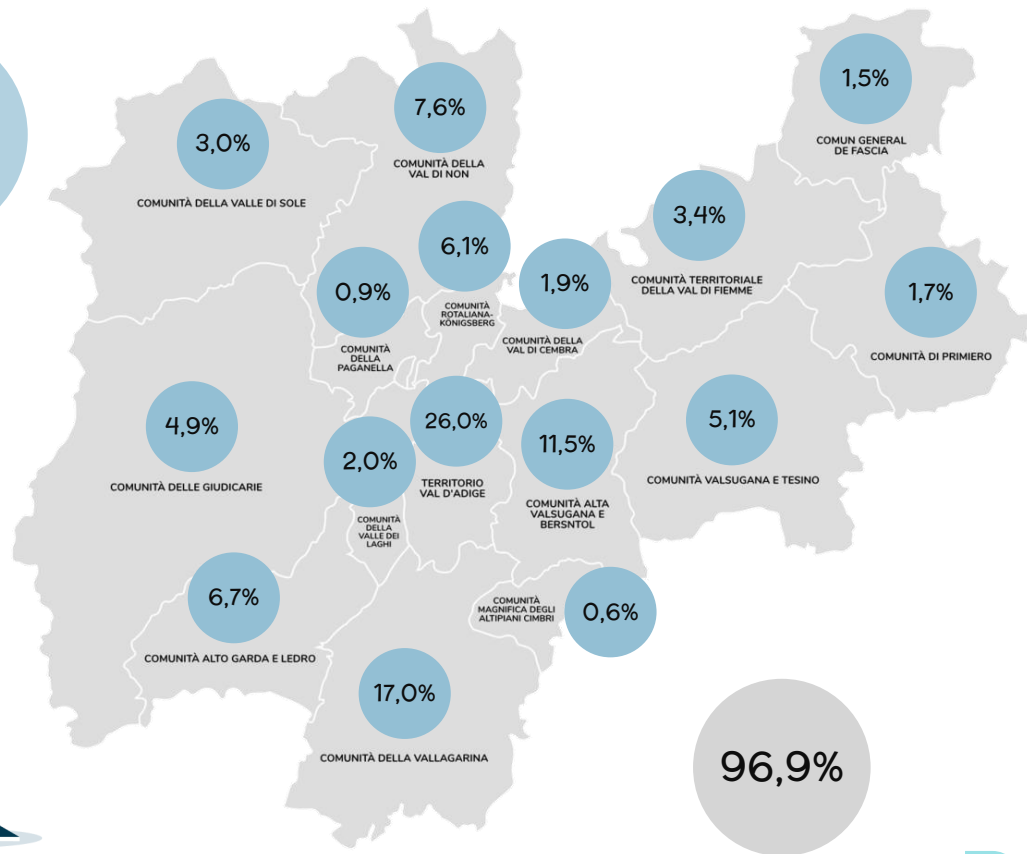 1,5%
COMUN GENERAL
DE FASCIA
7,6%
COMUNITÀ DELLA
VAL DI NON
3,0%
COMUNITÀ DELLA VALLE DI SOLE
3,4%
COMUNITÀ TERRITORIALE
DELLA VAL DI FIEMME
6,1%
COMUNITÀ
ROTALIANA-
KÖNIGSBERG
1,9%
COMUNITÀ DELLA
VAL DI CEMBRA
0,9%
COMUNITÀ
DELLA
PAGANELLA
1,7%
COMUNITÀ DI PRIMIERO
4,9%
COMUNITÀ DELLE GIUDICARIE
2,0%
COMUNITÀ
DELLA
VALLE DEI
LAGHI
26,0%
TERRITORIO
VAL D'ADIGE
11,5%
COMUNITÀ ALTA
VALSUGANA E
BERSNTOL
5,1%
COMUNITÀ VALSUGANA E TESINO
6,7%
COMUNITÀ ALTO GARDA E LEDRO
COMUNITÀ
MAGNIFICA DEGLI
ALTIPIANI CIMBRI
0,6%
17,0%
COMUNITÀ DELLA VALLAGARINA
96,9%